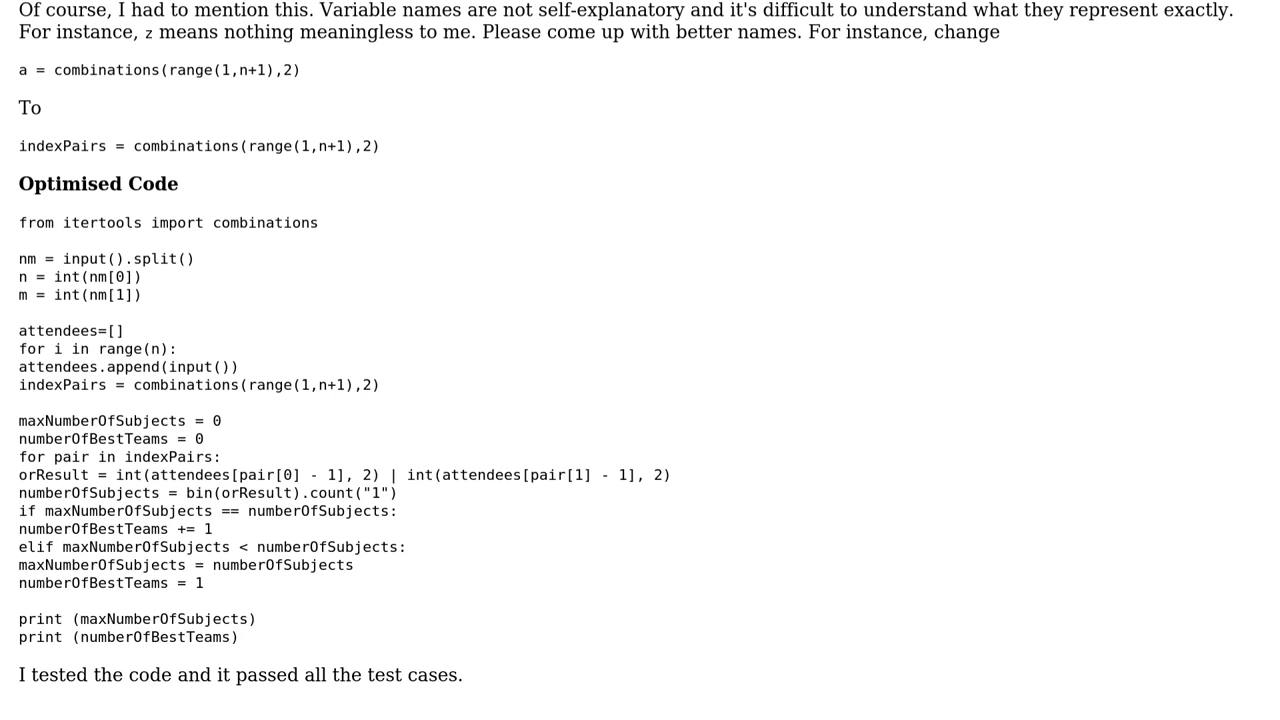 Of course, I had to mention this. Variable names are not self-explanatory and it's difficult to understand what they represent exactly.
For instance, z means nothing meaningless to me. Please come up with better names. For instance, change
a = combinations(range(1,n+1),2)
To
indexPairs = combinations(range(1,n+1),2)
Optimised Code
from itertools import combinations
nm = input().split()
n = int(nm[0])
m = int(nm[1])
attendees=[]
for i in range(n):
attendees.append(input())
indexPairs = combinations(range(1,n+1),2)
maxNumberOfSubjects = 0
numberOfBestTeams = 0
for pair in indexPairs:
orResult = int(attendees[pair[0] - 1], 2) | int(attendees[pair[1] - 1], 2)
numberOfSubjects = bin(orResult).count("1")
if maxNumberOfSubjects == numberOfSubjects:
numberOfBestTeams += 1
elif maxNumberOfSubjects < numberOfSubjects:
maxNumberOfSubjects = numberOfSubjects
numberOfBestTeams = 1
print (maxNumberOfSubjects)
print (numberOfBestTeams)
I tested the code and it passed all the test cases.